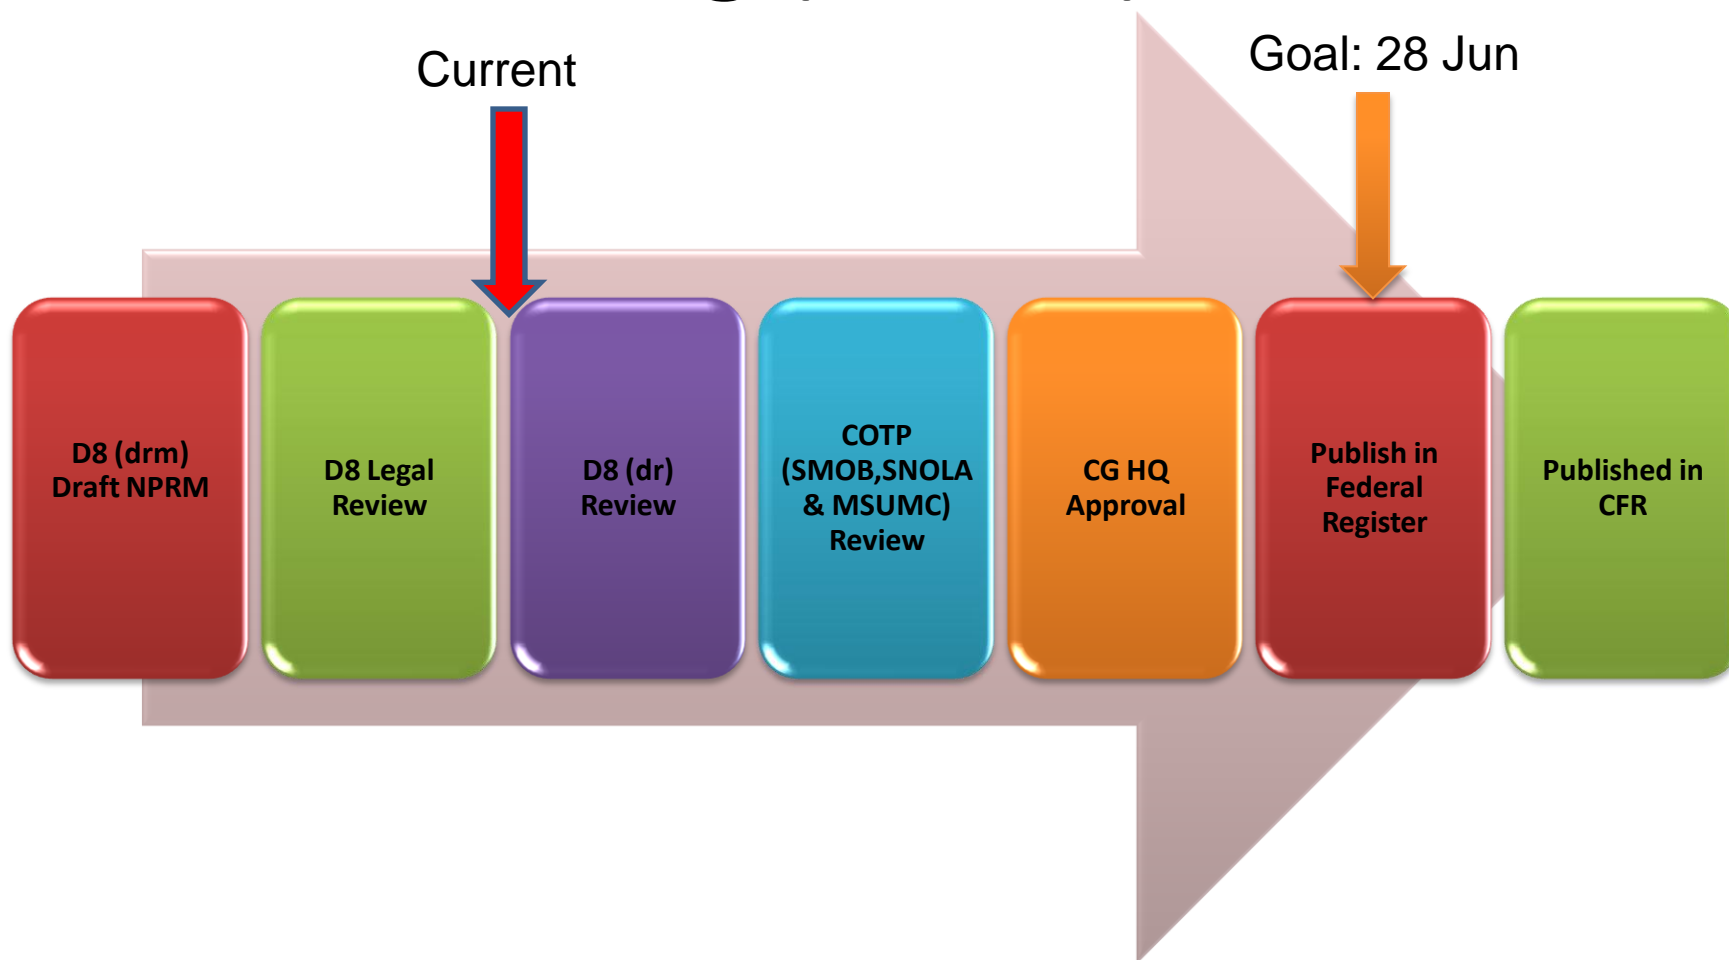 Current
Goal: 28 Jun
D8 (drm)
Draft NPRM
D8 Legal
Review
D8 (dr)
Review
COTP
(SMOB,SNOLA
& MSUMC)
Review
CG HQ
Approval
Publish in
Federal
Register
Published in
CFR